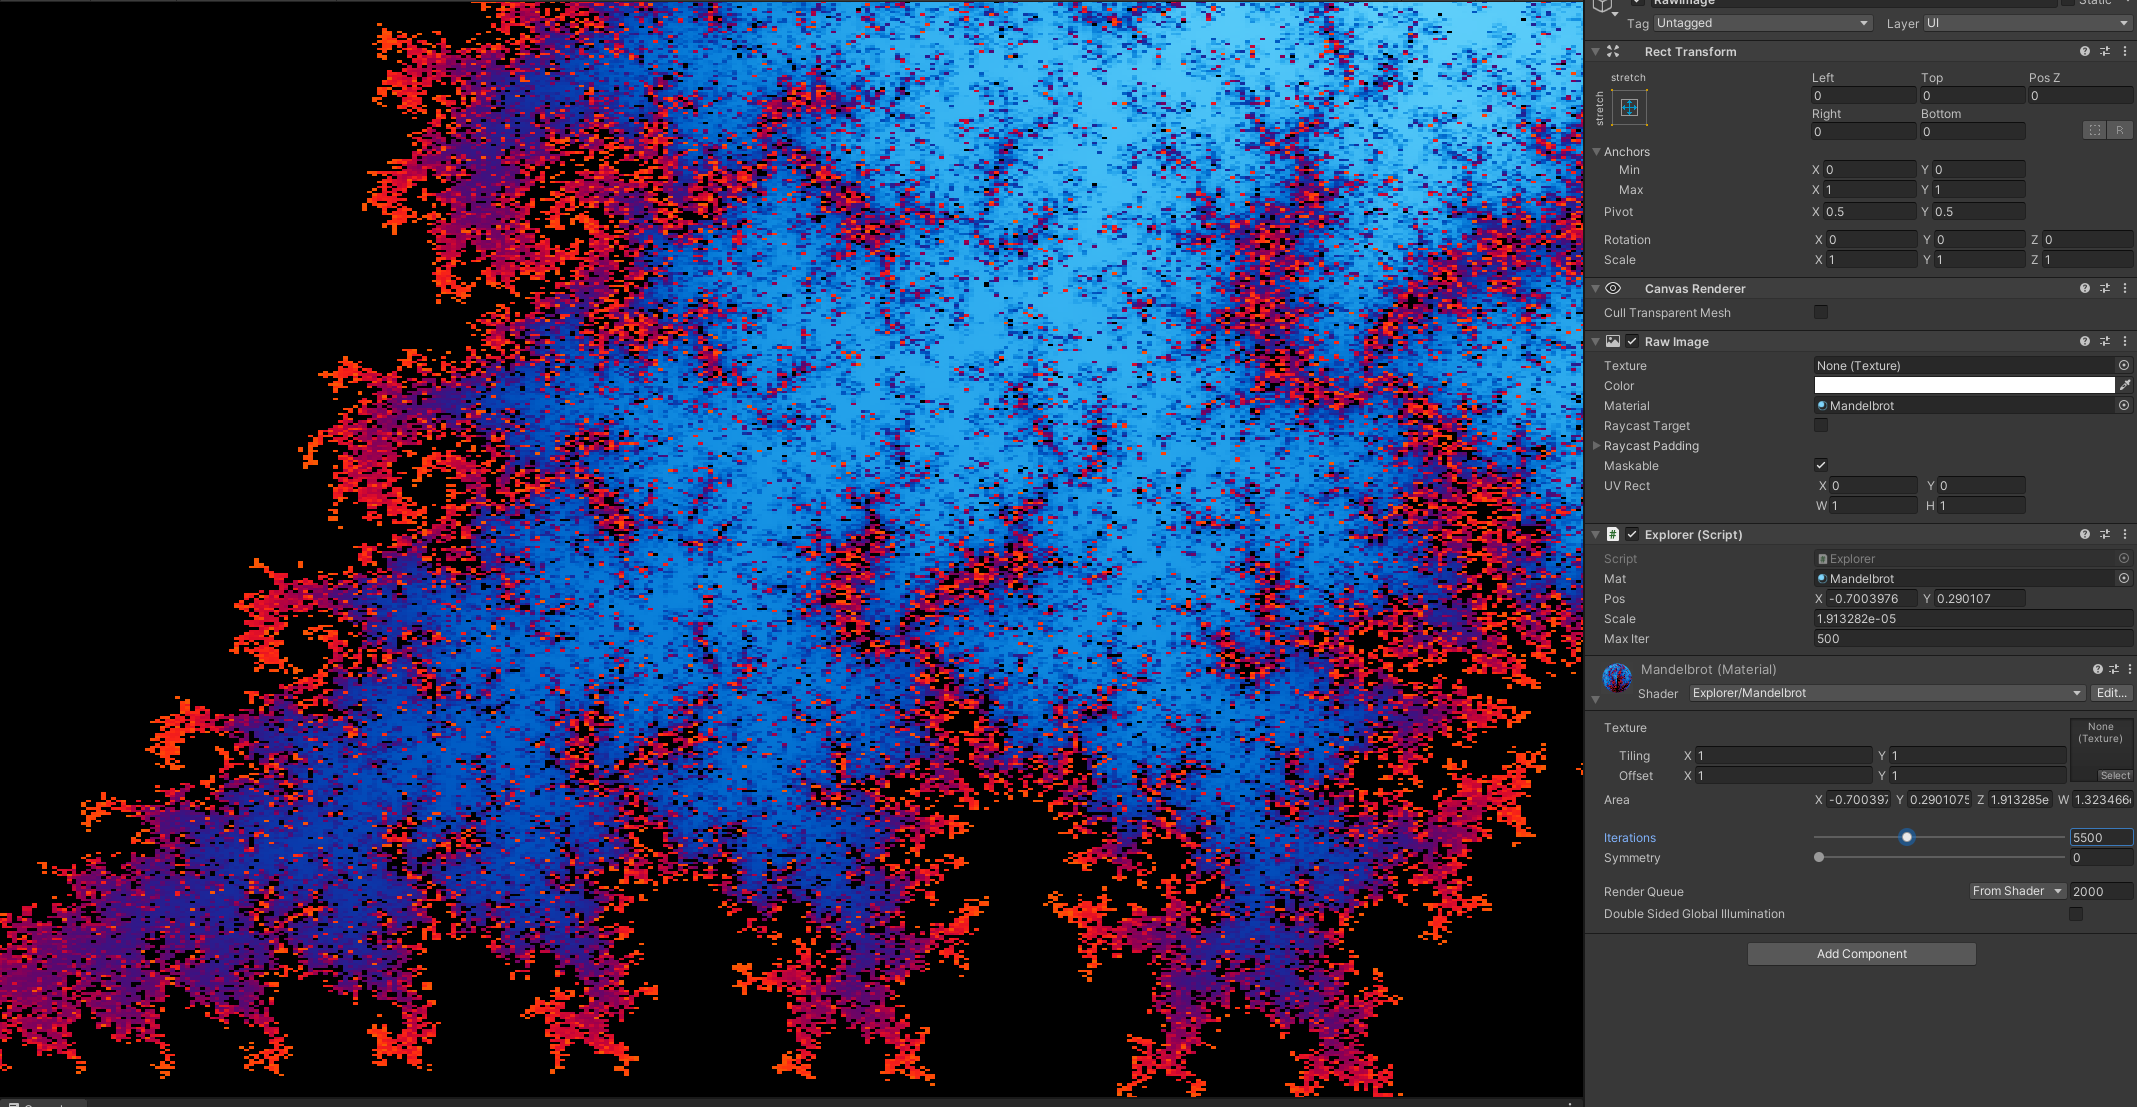 RawImage Static
Tag Untagged Layer UI
Rect Transform
stretch Left Top Pos Z
stretch 0 0 0
Right Bottom
0 0 R
Anchors
Min X 0 Y 0
Max X 1 Y 1
Pivot X 0.5 Y 0.5
Rotation X 0 Y 0 Z 0
Scale X 1 Y 1 Z 1
Canvas Renderer
Cull Transparent Mesh
Raw Image
Texture None (Texture)
Color
Material Mandelbrot
Raycast Target
Raycast Padding
Maskable
UV Rect X 0 Y 0
W 1 H 1
# Explorer (Script)
Script # Explorer
Mat Mandelbrot
Pos X -0.7003976 Y 0.290107
Scale 1.913282e-05
Max Iter 500
Mandelbrot (Material)
Shader Explorer/Mandelbrot Edit...
Texture None (Texture)
Tiling X 1 Y 1
Offset X 1 Y 1 Select
Area X -0.700397 Y 0.2901075 Z 1.913285e W 1.323466
Iterations 5500
Symmetry 0
Render Queue From Shader 2000
Double Sided Global Illumination
Add Component